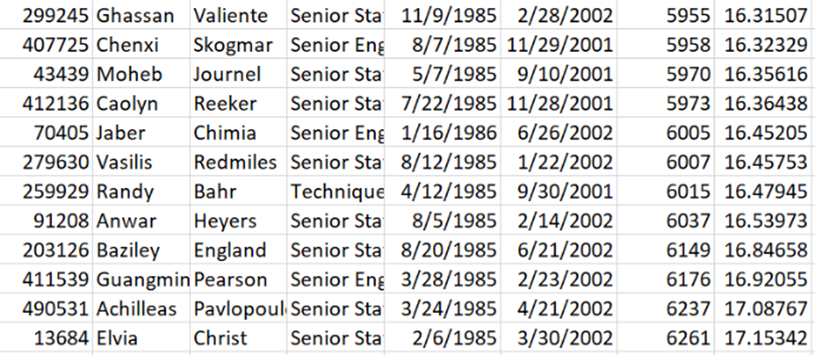 299245 Ghassan Valiente Senior Sta 11/9/1985 2/28/2002 5955 16.31507
407725 Chenxi Skogmar Senior Eng 8/7/1985 11/29/2001 5958 16.32329
43439 Moheb Journel Senior Sta 5/7/1985 9/10/2001 5970 16.35616
412136 Caolyn Reeker Senior Sta 7/22/1985 11/28/2001 5973 16.36438
70405 Jaber Chimia Senior Eng 1/16/1986 6/26/2002 6005 16.45205
279630 Vasilis Redmiles Senior Sta 8/12/1985 1/22/2002 6007 16.45753
259929 Randy Bahr Technique 4/12/1985 9/30/2001 6015 16.47945
91208 Anwar Heyers Senior Sta 8/5/1985 2/14/2002 6037 16.53973
203126 Baziley England Senior Sta 8/20/1985 6/21/2002 6149 16.84658
411539 Guangmin Pearson Senior Eng 3/28/1985 2/23/2002 6176 16.92055
490531 Achilleas Pavlopoul Senior Sta 3/24/1985 4/21/2002 6237 17.08767
13684 Elvia Christ Senior Sta 2/6/1985 3/30/2002 6261 17.15342